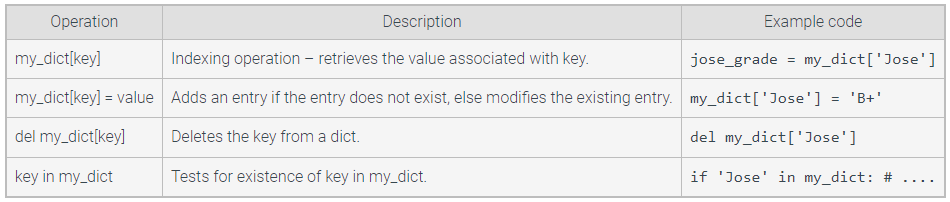 Operation Description Example code
my_dict[key] Indexing operation – retrieves the value associated with key. jose_grade = my_dict['Jose']
my_dict[key] = value Adds an entry if the entry does not exist, else modifies the existing entry. my_dict['Jose'] = 'B+'
del my_dict[key] Deletes the key from a dict. del my_dict['Jose']
key in my_dict Tests for existence of key in my_dict. if 'Jose' in my_dict: # ....